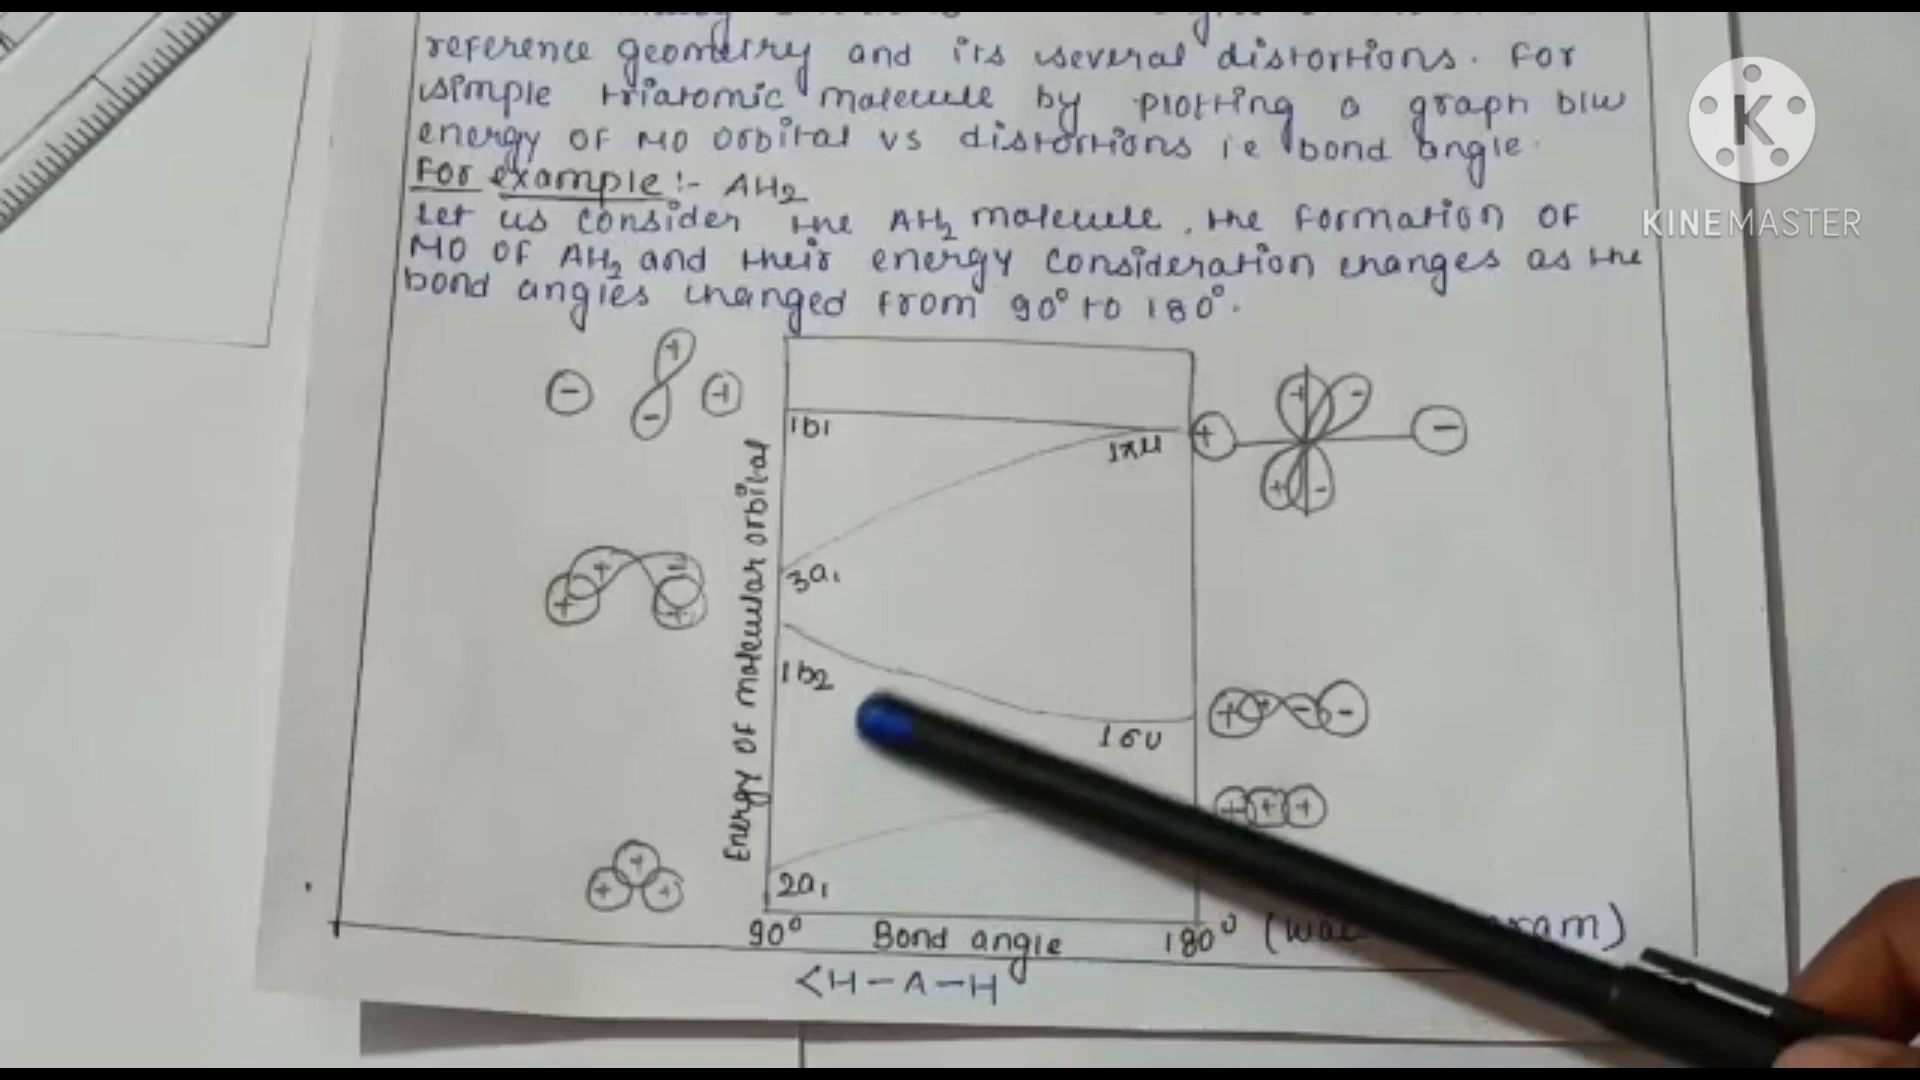 reference geometry and its several distortions. For
simple triatomic molecule by plotting a graph b/w
energy of MO orbital vs distortions i.e bond angle.
For example :- AH2
Let us consider the AH2 molecule, the formation of
MO of AH2 and their energy consideration changes as the
bond angles changed from 90° to 180°.
K
KINEMASTER
Energy of molecular orbital
1b1
1πu
3a1
1b2
1σu
2a1
90° Bond angle 180°
<H-A-H
- + - +
+ + - -
+ - + -
+ + - +
+ + - -
+ + +
+ + +